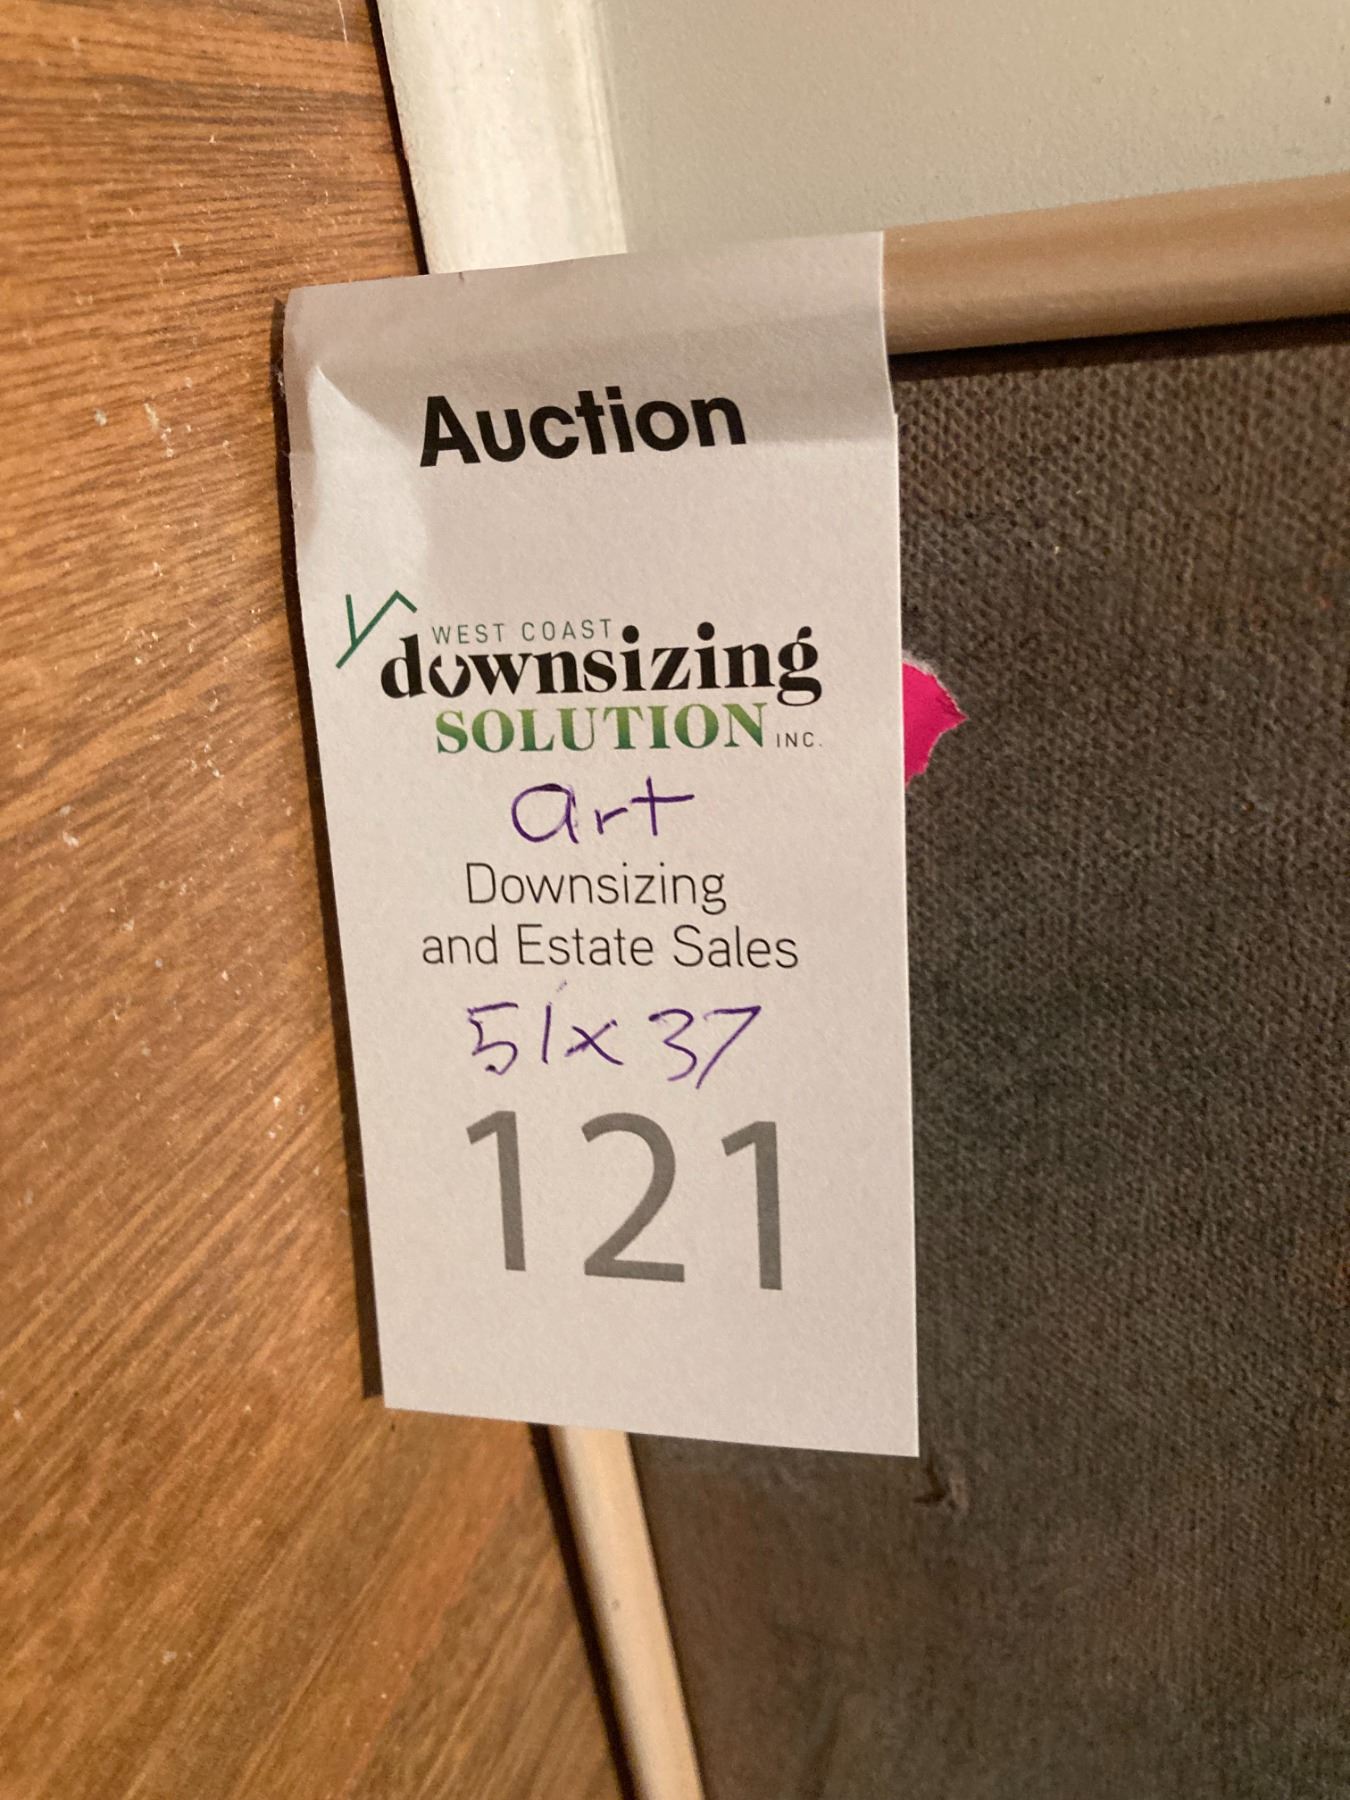 Auction
WEST COAST
downsizing
SOLUTION INC.
art
Downsizing
and Estate Sales
51x37
121